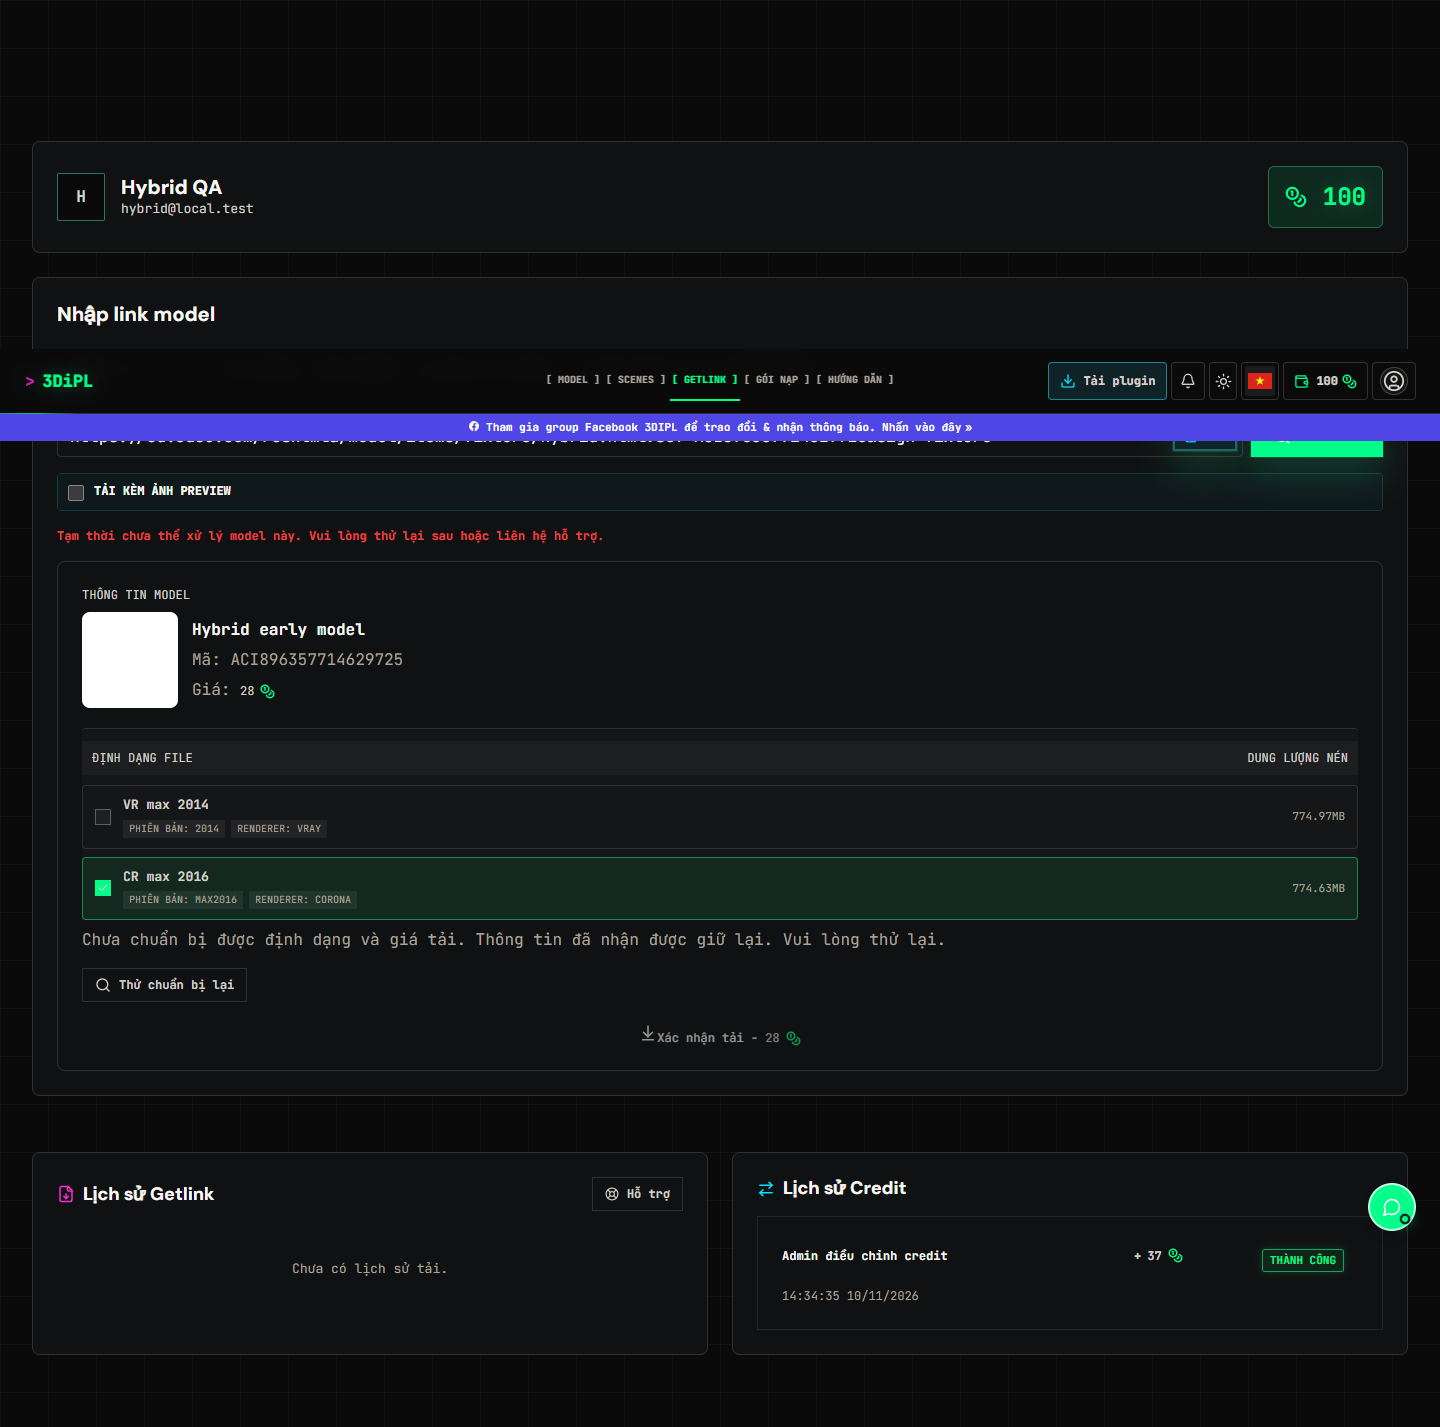 H
Hybrid QA
hybrid@local.test
100
Nhập link model
> 3DiPL
[ MODEL ] [ SCENES ] [ GETLINK ] [ GÓI NẠP ] [ HƯỚNG DẪN ]
Tải plugin
100
Tham gia group Facebook 3DIPL để trao đổi & nhận thông báo. Nhấn vào đây »
TẢI KÈM ẢNH PREVIEW
Tạm thời chưa thể xử lý model này. Vui lòng thử lại sau hoặc liên hệ hỗ trợ.
THÔNG TIN MODEL
Hybrid early model
Mã: ACI896357714629725
Giá: 28
ĐỊNH DẠNG FILE
DUNG LƯỢNG NÉN
VR max 2014
PHIÊN BẢN: 2014
RENDERER: VRAY
774.97MB
CR max 2016
PHIÊN BẢN: MAX2016
RENDERER: CORONA
774.63MB
Chưa chuẩn bị được định dạng và giá tải. Thông tin đã nhận được giữ lại. Vui lòng thử lại.
Thử chuẩn bị lại
Xác nhận tải - 28
Lịch sử Getlink
Hỗ trợ
Chưa có lịch sử tải.
Lịch sử Credit
Admin điều chỉnh credit
+ 37
THÀNH CÔNG
14:34:35 10/11/2026